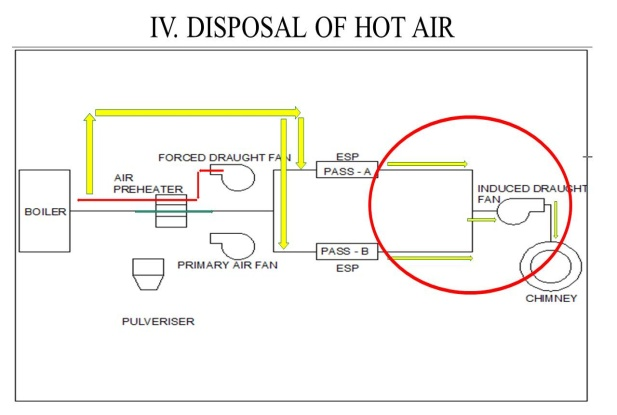 IV. DISPOSAL OF HOT AIR
FORCED DRAUGHT FAN
ESP
PASS - A
AIR
PREHEATER
INDUCED DRAUGHT
FAN
BOILER
PASS - B
PRIMARY AIR FAN
ESP
CHIMNEY
PULVERISER